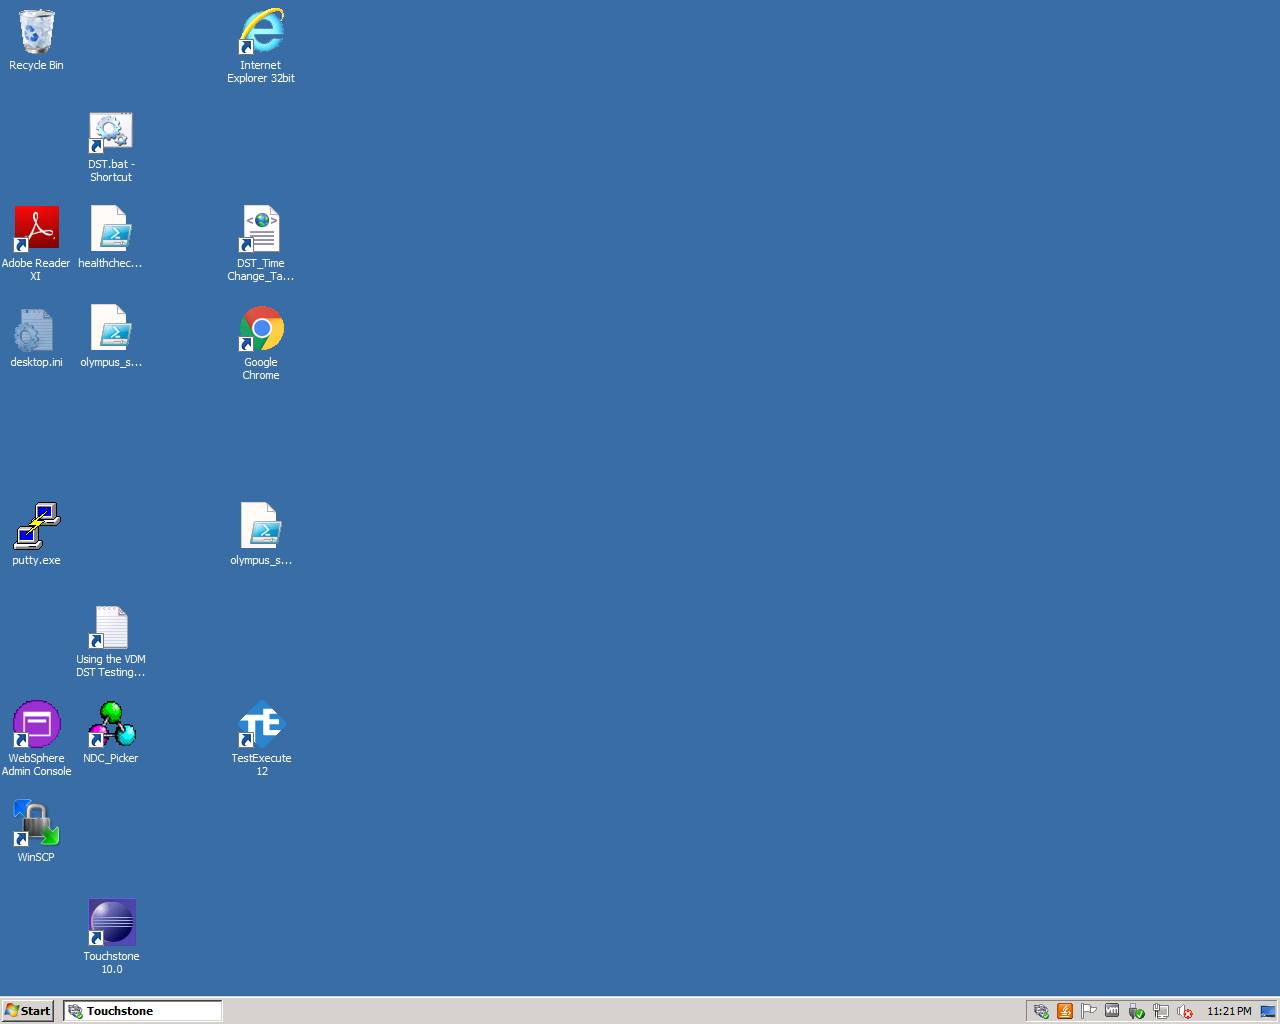 Recycle Bin
Internet
Explorer 32bit
DST.bat -
Shortcut
Adobe Reader
XI
healthchec...
DST_Time
Change_Ta...
desktop.ini
olympus_s...
Google
Chrome
putty.exe
olympus_s...
Using the VDM
DST Testing...
WebSphere
Admin Console
NDC_Picker
TE
TestExecute
12
WinSCP
Touchstone
10.0
Start
Touchstone
vm
11:21 PM